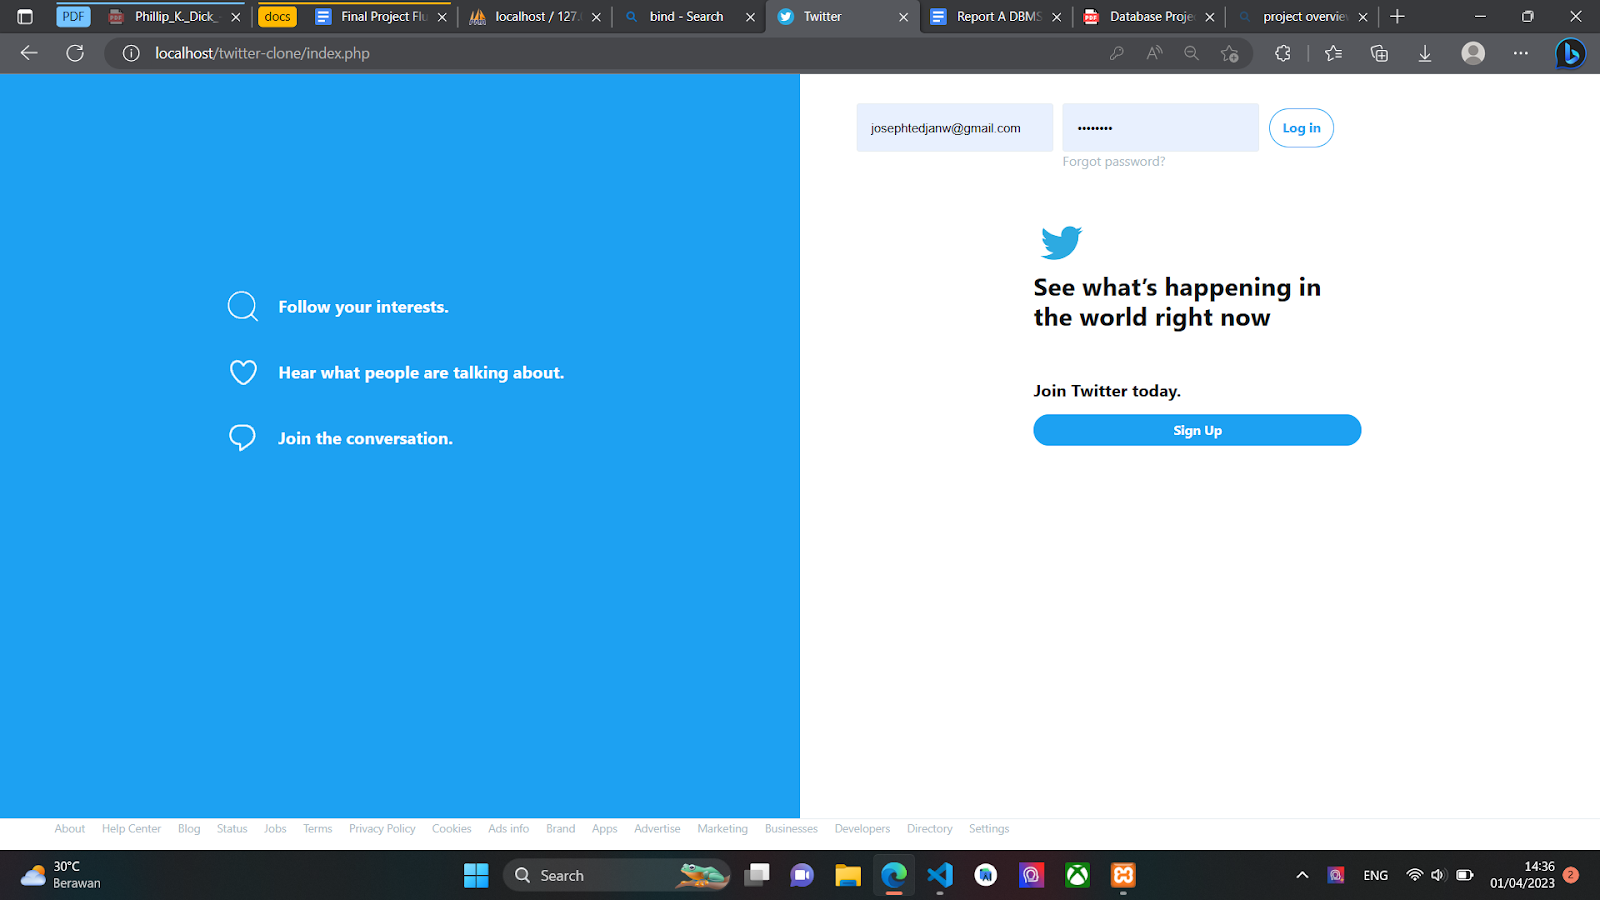 PDF Phillip_K_Dick_ docs Final Project Flu localhost / 127. bind - Search Twitter Report A DBMS Database Proje project overvie
localhost/twitter-clone/index.php
josephtedjanw@gmail.com •••••••• Log in
Forgot password?
See what's happening in
the world right now
Follow your interests.
Hear what people are talking about.
Join the conversation.
Join Twitter today.
Sign Up
About Help Center Blog Status Jobs Terms Privacy Policy Cookies Ads info Brand Apps Advertise Marketing Businesses Developers Directory Settings
30°C
Berawan
Search
ENG
14:36
01/04/2023
2